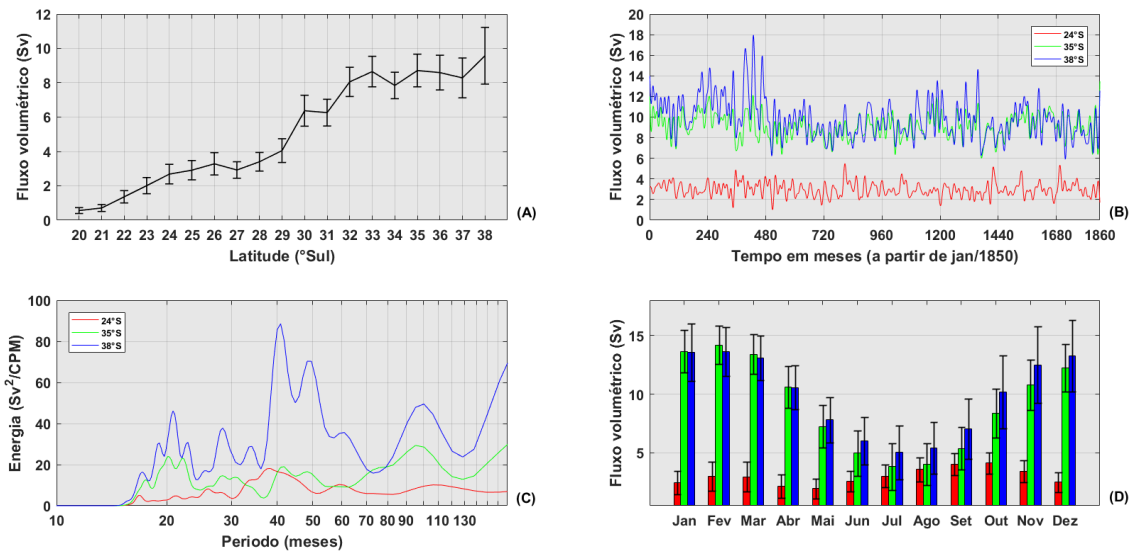 12
10
8
6
4
2
0
Fluxo volumétrico (Sv)
20 21 22 23 24 25 26 27 28 29 30 31 32 33 34 35 36 37 38
Latitude (°Sul)
(A)
20
18
16
14
12
10
8
6
4
2
0
Fluxo volumétrico (Sv)
24°S
35°S
38°S
0 240 480 720 960 1200 1440 1680 1860
Tempo em meses (a partir de jan/1850)
(B)
100
80
60
40
20
0
Energia (Sv²/CPM)
24°S
35°S
38°S
10 20 30 40 50 60 70 80 90 110 130
Periodo (meses)
(C)
15
10
5
Fluxo volumétrico (Sv)
Jan Fev Mar Abr Mai Jun Jul Ago Set Out Nov Dez
(D)